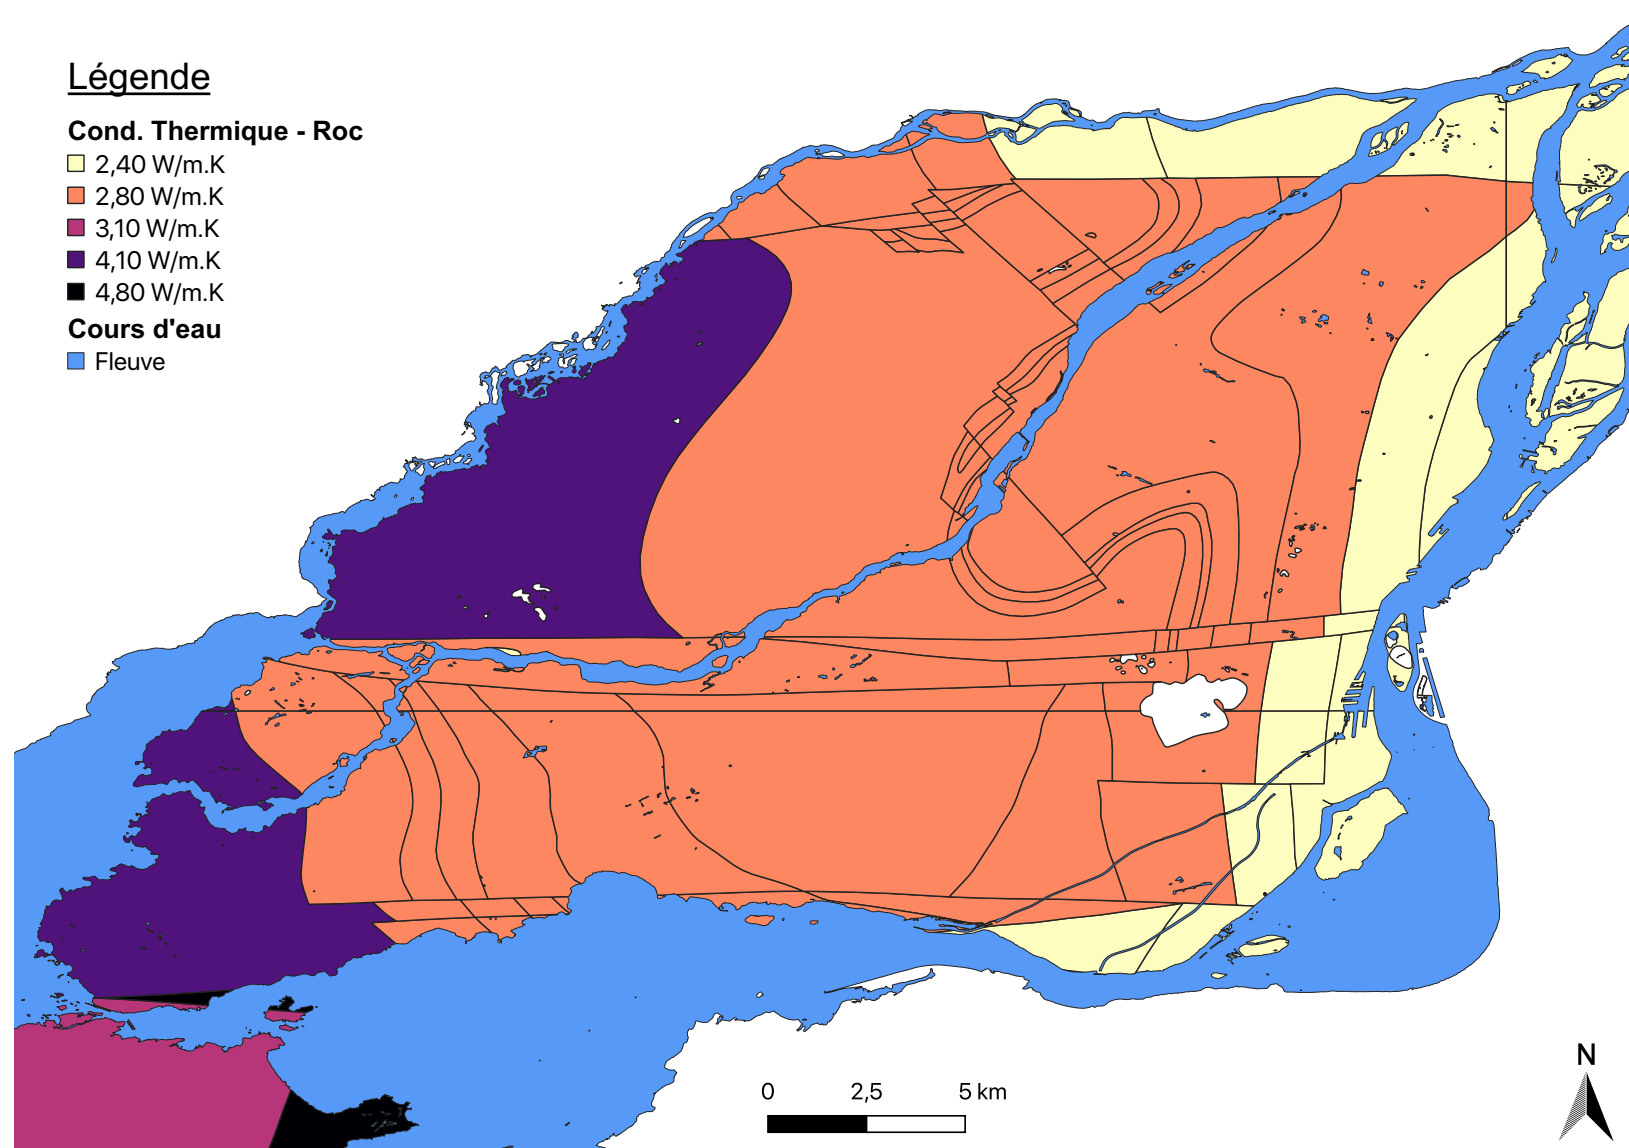 Légende
Cond. Thermique - Roc
2,40 W/m.K
2,80 W/m.K
3,10 W/m.K
4,10 W/m.K
4,80 W/m.K
Cours d'eau
Fleuve
N
0 2,5 5 km